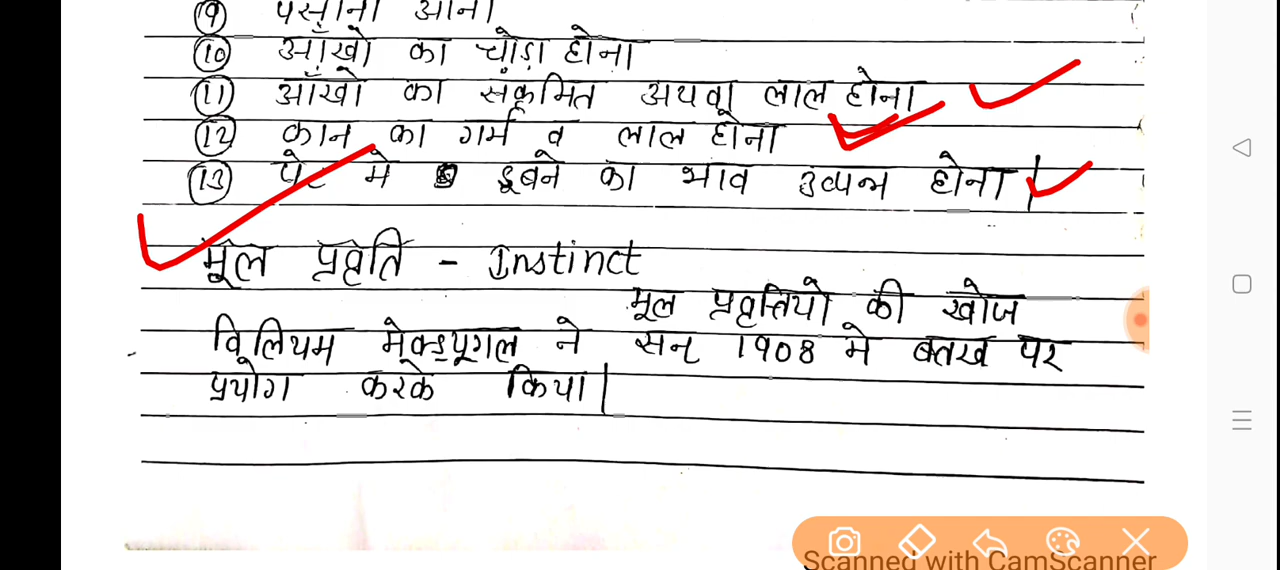 ⑨ पसीना आना
⑩ आँखो का चोड़ा होना
⑪ आँखो का संक्रमित अथवा लाल होना
⑫ कान का गर्म व लाल होना
⑬ पेट मे डूबने का भाव उत्पन्न होना।
मूल प्रवृति - Instinct
मूल प्रवृत्तियो की खोज
विलियम मेक्ड्यूगल ने सन् 1908 मे बतख पर
प्रयोग करके किया।
Scanned with CamScanner